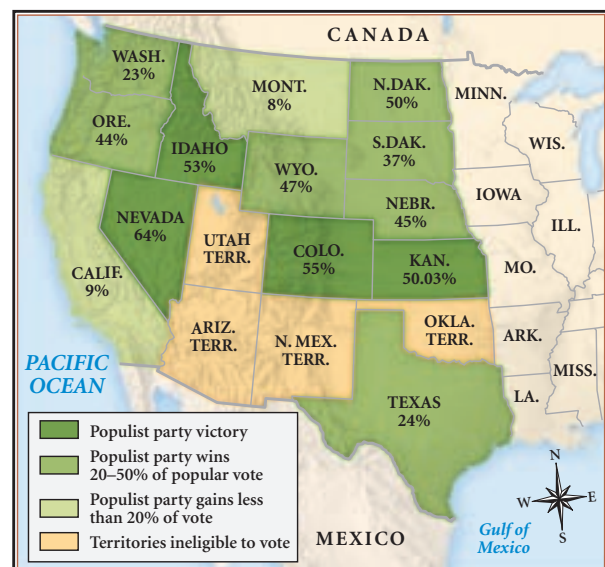 CANADA
WASH.
23%
MONT.
8%
N.DAK.
50%
MINN.
ORE.
44%
IDAHO
53%
WYO.
47%
S.DAK.
37%
WIS.
NEBR.
45%
IOWA
NEVADA
64%
UTAH
TERR.
COLO.
55%
KAN.
50.03%
ILL.
MO.
CALIF.
9%
ARIZ.
TERR.
N. MEX.
TERR.
OKLA.
TERR.
ARK.
MISS.
PACIFIC
OCEAN
TEXAS
24%
LA.
Populist party victory
Populist party wins
20–50% of popular vote
Populist party gains less
than 20% of vote
Territories ineligible to vote
MEXICO
Gulf of
Mexico
N
W E
S